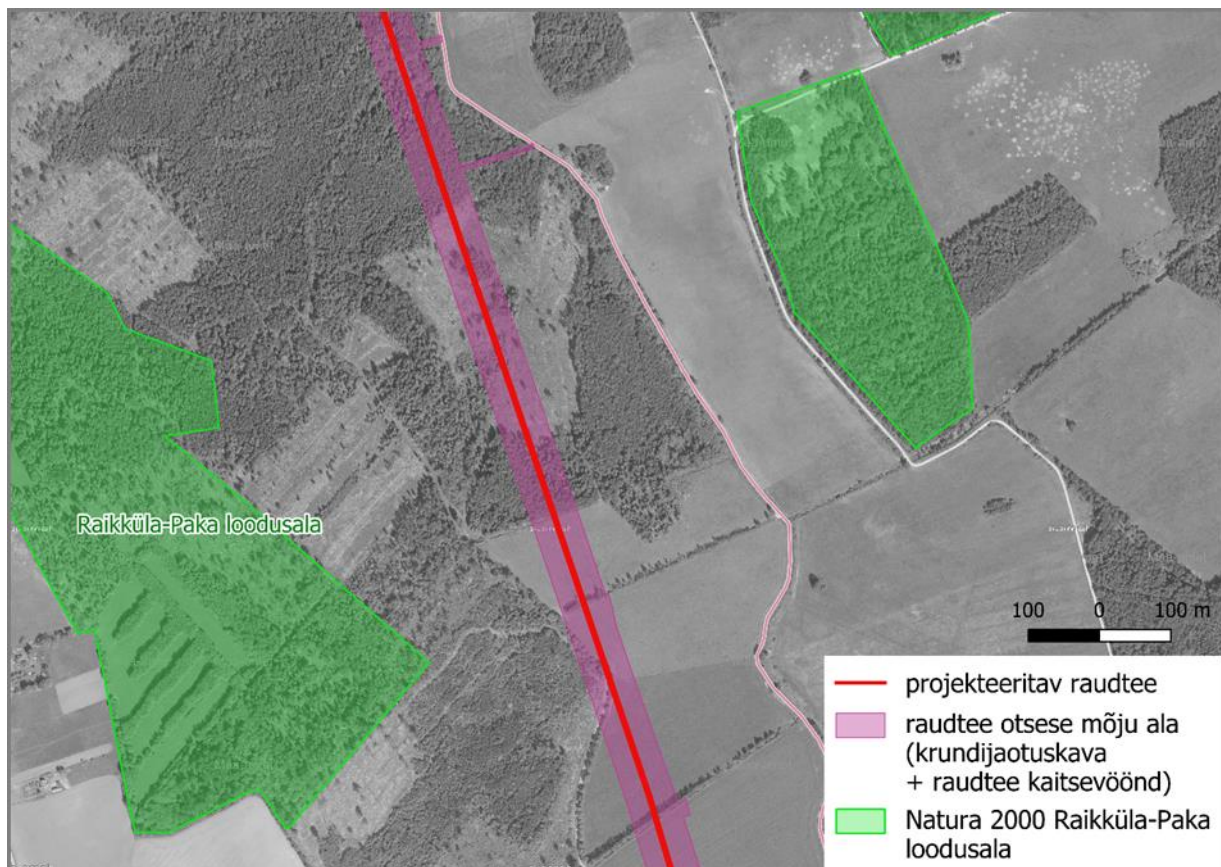 Raikküla-Paka loodusala
100 0 100 m
projekteeritav raudtee
raudtee otsese mõju ala
(krundijaotuskava
+ raudtee kaitsevöönd)
Natura 2000 Raikküla-Paka
loodusala